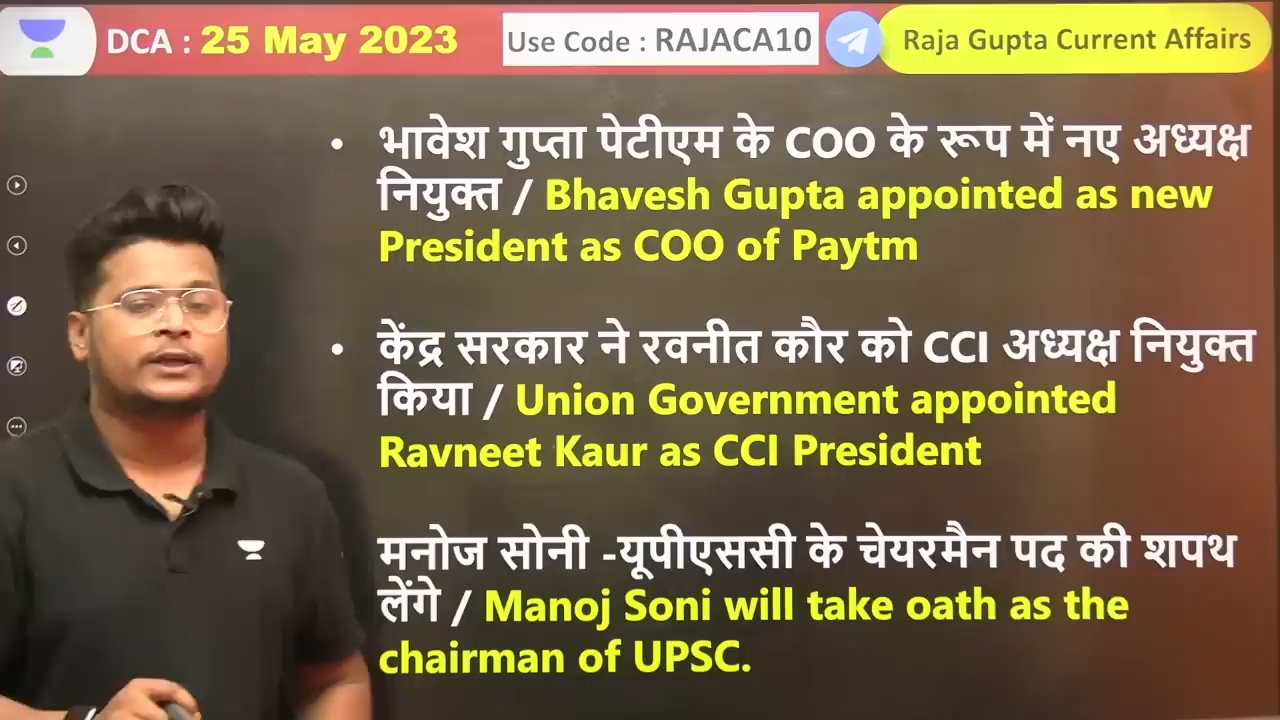 DCA : 25 May 2023
Use Code : RAJACA10
Raja Gupta Current Affairs
• भावेश गुप्ता पेटीएम के COO के रूप में नए अध्यक्ष
नियुक्त / Bhavesh Gupta appointed as new
President as COO of Paytm
• केंद्र सरकार ने रवनीत कौर को CCI अध्यक्ष नियुक्त
किया / Union Government appointed
Ravneet Kaur as CCI President
मनोज सोनी -यूपीएससी के चेयरमैन पद की शपथ
लेंगे / Manoj Soni will take oath as the
chairman of UPSC.